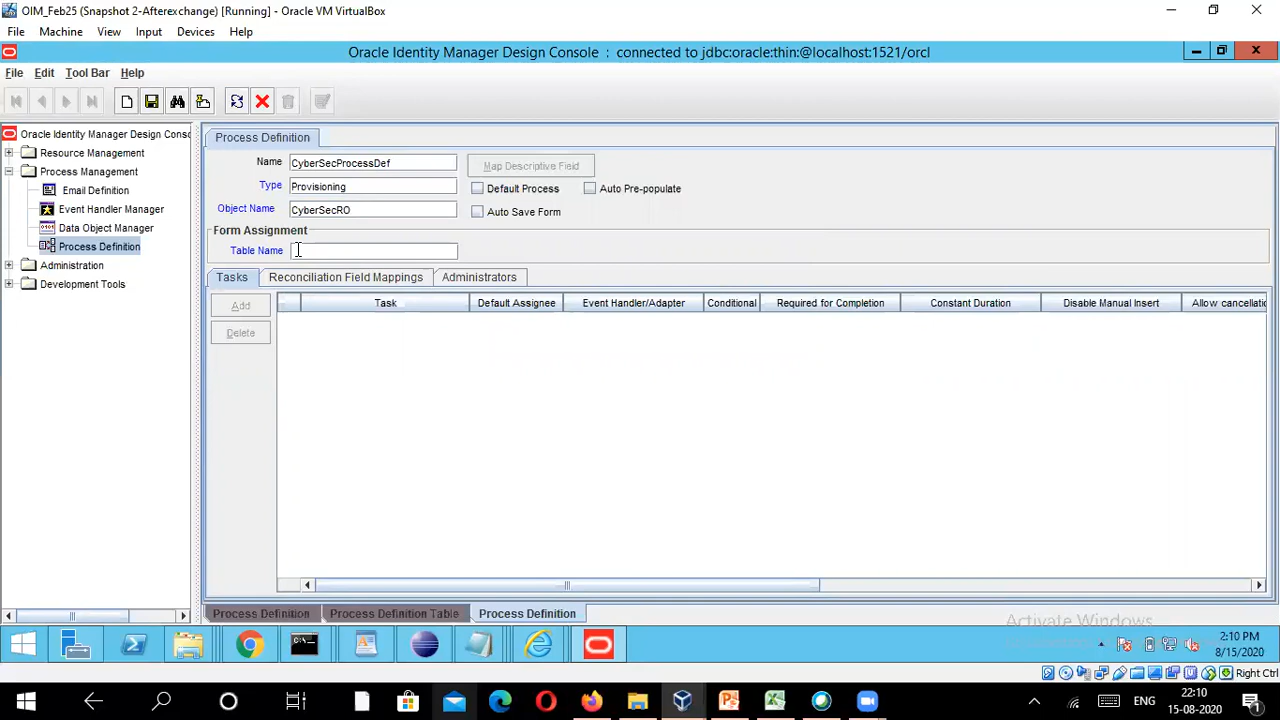 OIM_Feb25 (Snapshot 2-Afterexchange) [Running] - Oracle VM VirtualBox
File Machine View Input Devices Help
Oracle Identity Manager Design Console : connected to jdbc:oracle:thin:@localhost:1521/orcl
File Edit Tool Bar Help
Oracle Identity Manager Design Conso
Resource Management
Process Management
Email Definition
Event Handler Manager
Data Object Manager
Process Definition
Administration
Development Tools
Process Definition
Name CyberSecProcessDef Map Descriptive Field
Type Provisioning Default Process Auto Pre-populate
Object Name CyberSecRO Auto Save Form
Form Assignment
Table Name
Tasks Reconciliation Field Mappings Administrators
Add
Delete
Task Default Assignee Event Handler/Adapter Conditional Required for Completion Constant Duration Disable Manual Insert Allow cancellatio
Process Definition Process Definition Table Process Definition
Activate Windows
2:10 PM
8/15/2020
Right Ctrl
ENG
22:10
15-08-2020